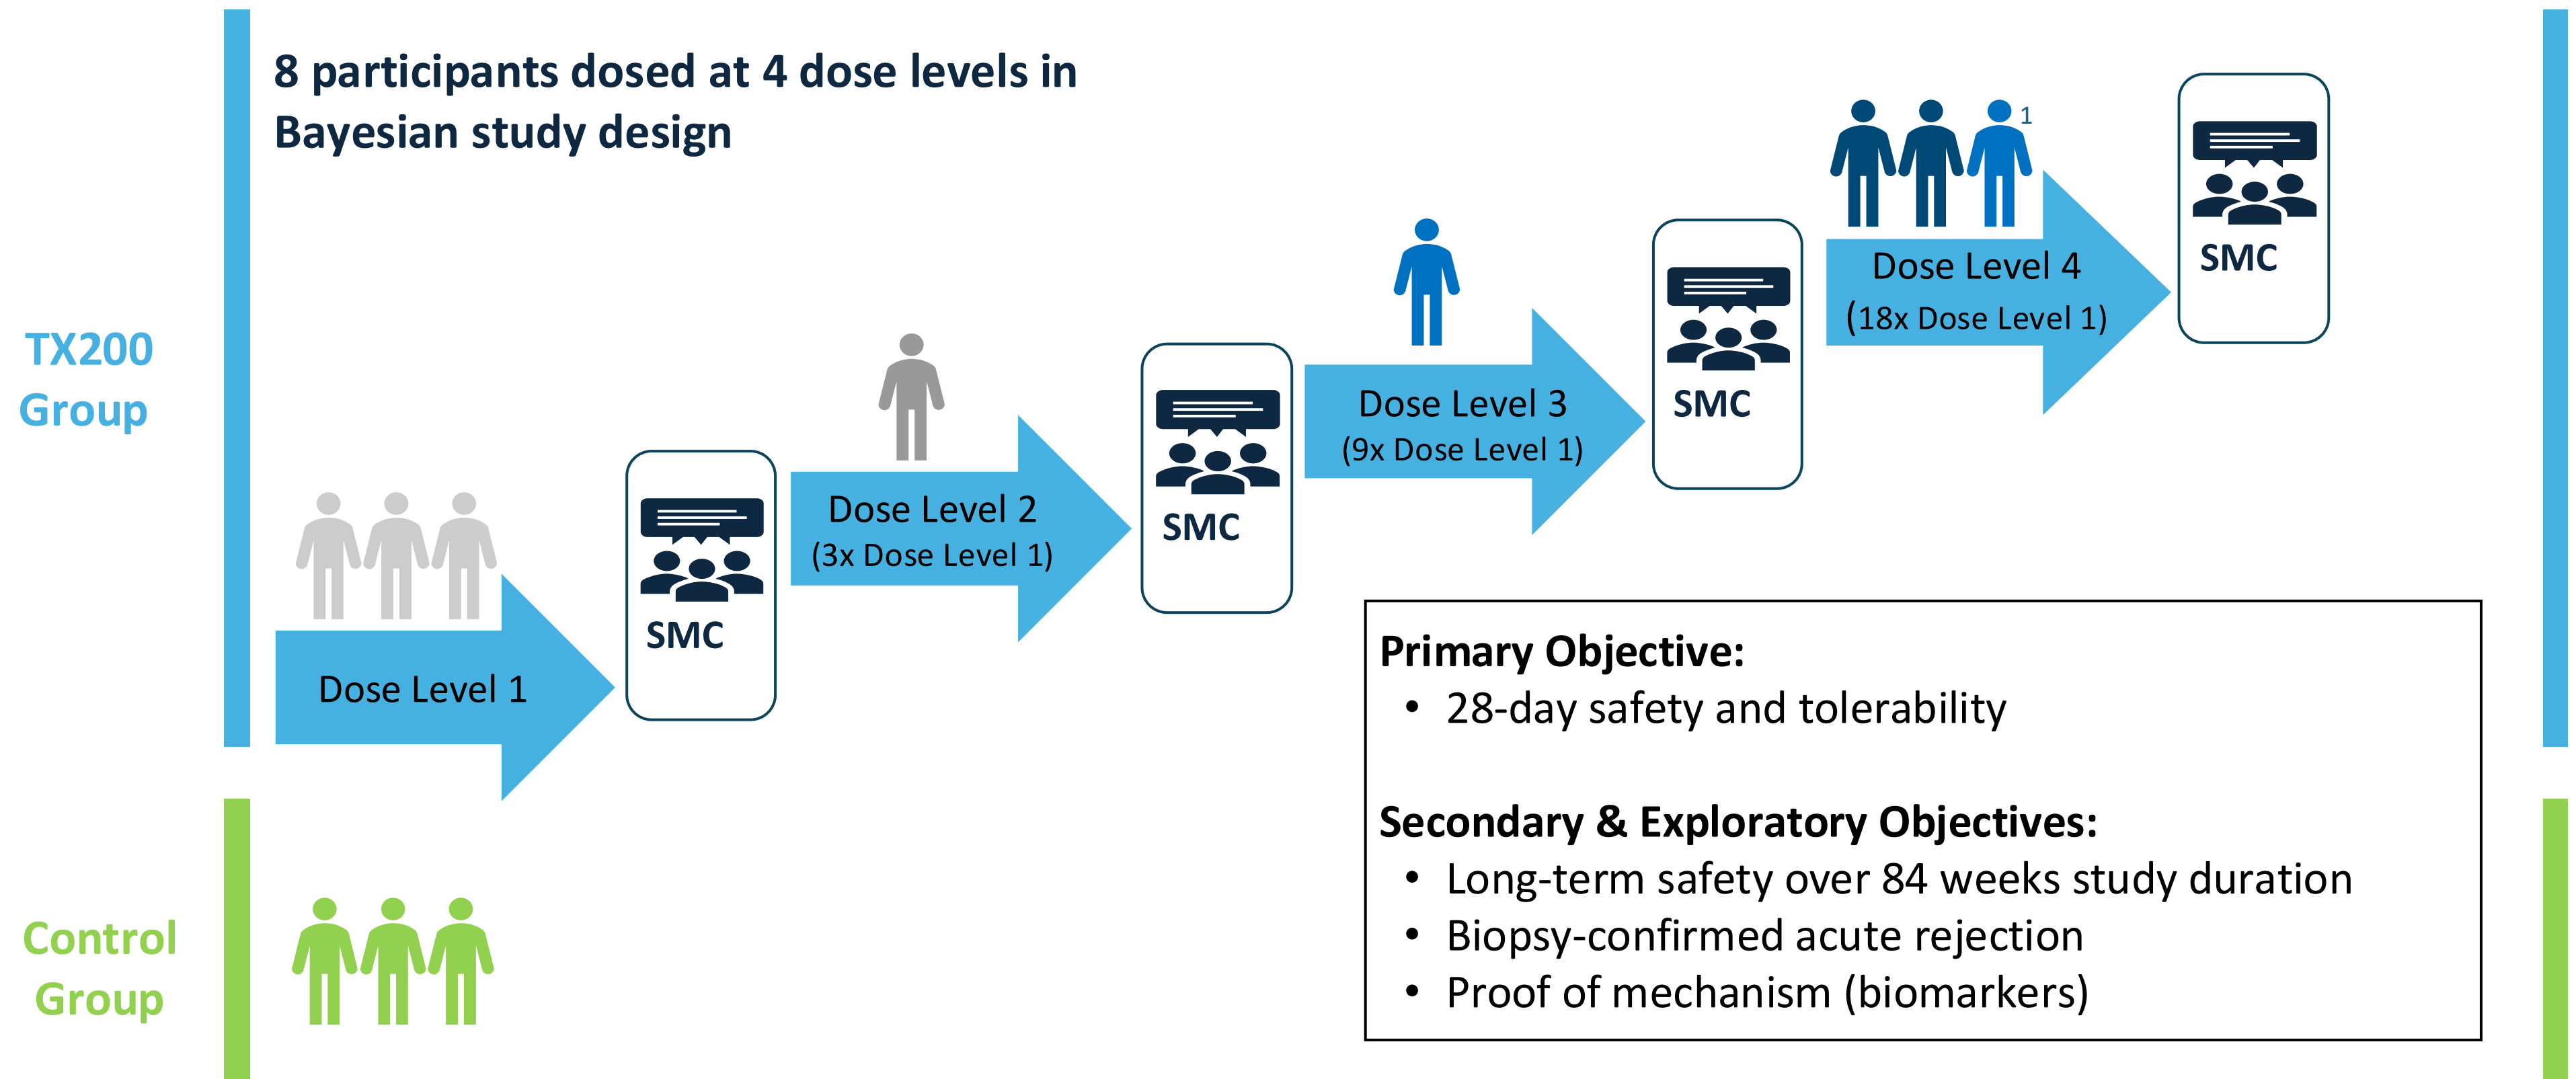 8 participants dosed at 4 dose levels in
Bayesian study design
TX200
Group
Dose Level 1
SMC
Dose Level 2
(3x Dose Level 1)
SMC
Dose Level 3
(9x Dose Level 1)
SMC
1
Dose Level 4
(18x Dose Level 1)
SMC
Control
Group
Primary Objective:
• 28-day safety and tolerability
Secondary & Exploratory Objectives:
• Long-term safety over 84 weeks study duration
• Biopsy-confirmed acute rejection
• Proof of mechanism (biomarkers)